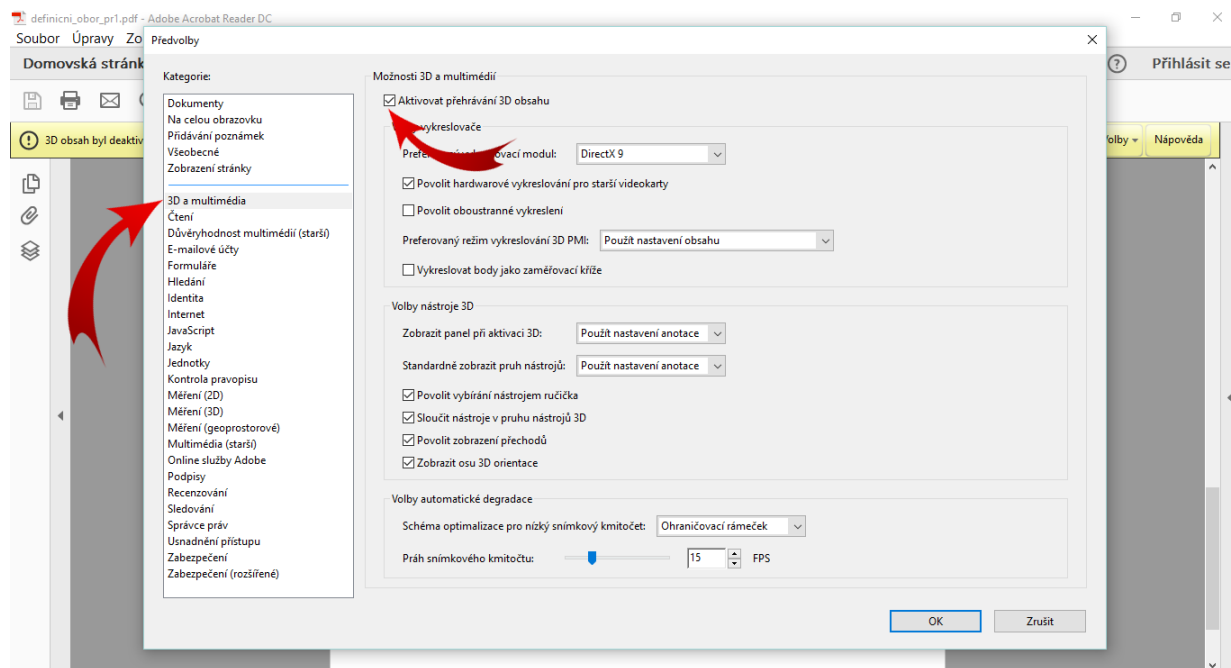 definicni_obor_pr1.pdf - Adobe Acrobat Reader DC
Soubor Úpravy Zo
Domovská stránk
Přihlásit se
3D obsah byl deaktiv
olby
Nápověda
Předvolby
Kategorie:
Dokumenty
Na celou obrazovku
Přidávání poznámek
Všeobecné
Zobrazení stránky
3D a multimédia
Čtení
Důvěryhodnost multimédií (starší)
E-mailové účty
Formuláře
Hledání
Identita
Internet
JavaScript
Jazyk
Jednotky
Kontrola pravopisu
Měření (2D)
Měření (3D)
Měření (geoprostorové)
Multimédia (starší)
Online služby Adobe
Podpisy
Recenzování
Sledování
Správce práv
Usnadnění přístupu
Zabezpečení
Zabezpečení (rozšířené)
Možnosti 3D a multimédií
Aktivovat přehrávání 3D obsahu
vykreslovače
modul: DirectX 9
Povolit hardwarové vykreslování pro starší videokarty
Povolit oboustranné vykreslení
Preferovaný režim vykreslování 3D PMI: Použít nastavení obsahu
Vykreslovat body jako zaměřovací kříže
Volby nástroje 3D
Zobrazit panel při aktivaci 3D: Použít nastavení anotace
Standardně zobrazit pruh nástrojů: Použít nastavení anotace
Povolit vybírání nástrojem ručička
Sloučit nástroje v pruhu nástrojů 3D
Povolit zobrazení přechodů
Zobrazit osu 3D orientace
Volby automatické degradace
Schéma optimalizace pro nízký snímkový kmitočet: Ohraničovací rámeček
Práh snímkového kmitočtu: 15 FPS
OK
Zrušit